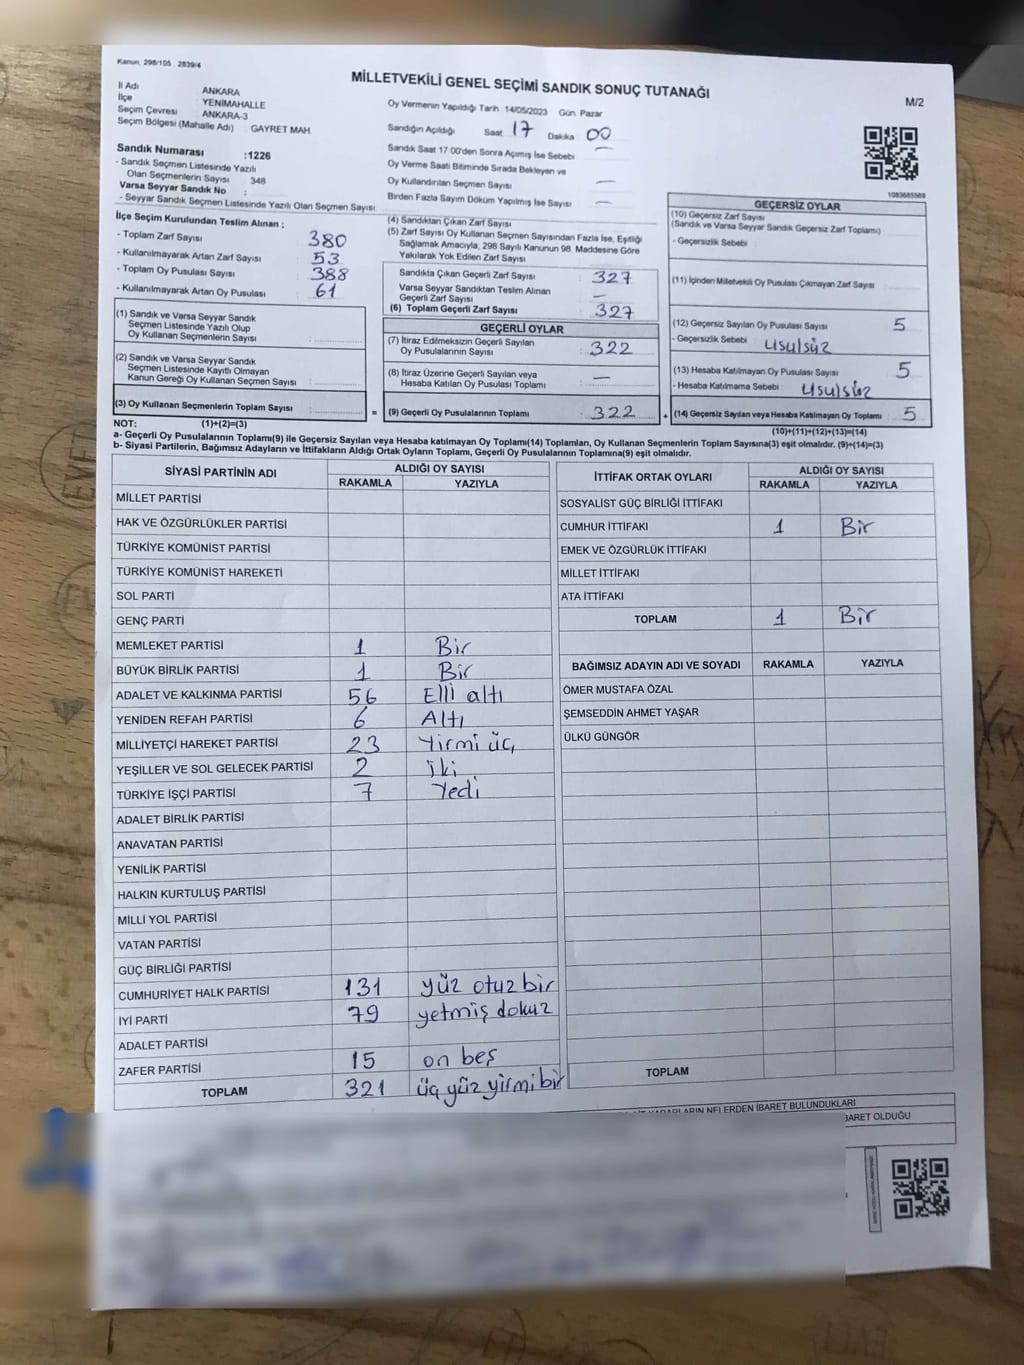 Kanun: 298/105 , 2839/4
MİLLETVEKİLİ GENEL SEÇİMİ SANDIK SONUÇ TUTANAĞI
M/2
İl Adı ANKARA
İlçe YENİMAHALLE
Seçim Çevresi ANKARA-3
Seçim Bölgesi (Mahalle Adı) : GAYRET MAH.
Sandık Numarası :1226
- Sandık Seçmen Listesinde Yazılı
Olan Seçmenlerin Sayısı : 348
Varsa Seyyar Sandık No :
- Seyyar Sandık Seçmen Listesinde Yazılı Olan Seçmen Sayısı:
Oy Vermenin Yapıldığı Tarih : 14/05/2023 Gün: Pazar
Sandığın Açıldığı Saat 17 Dakika 00
Sandık Saat 17:00'den Sonra Açılmış İse Sebebi —
Oy Verme Saati Bitiminde Sırada Bekleyen ve
Oy Kullandırılan Seçmen Sayısı —
Birden Fazla Sayım Döküm Yapılmış İse Sayısı —
1083685569
İlçe Seçim Kurulundan Teslim Alınan ;
- Toplam Zarf Sayısı : 380
- Kullanılmayarak Artan Zarf Sayısı : 53
- Toplam Oy Pusulası Sayısı : 388
- Kullanılmayarak Artan Oy Pusulası : 61
(1) Sandık ve Varsa Seyyar Sandık
Seçmen Listesinde Yazılı Olup
Oy Kullanan Seçmenlerin Sayısı :
(2) Sandık ve Varsa Seyyar Sandık
Seçmen Listesinde Kayıtlı Olmayan
Kanun Gereği Oy Kullanan Seçmen Sayısı :
(3) Oy Kullanan Seçmenlerin Toplam Sayısı :
(4) Sandıktan Çıkan Zarf Sayısı
(5) Zarf Sayısı Oy Kullanan Seçmen Sayısından Fazla İse, Eşitliği
Sağlamak Amacıyla, 298 Sayılı Kanunun 98. Maddesine Göre
Yakılarak Yok Edilen Zarf Sayısı
Sandıkta Çıkan Geçerli Zarf Sayısı : 327
Varsa Seyyar Sandıktan Teslim Alınan
Geçerli Zarf Sayısı : —
(6) Toplam Geçerli Zarf Sayısı : 327
GEÇERLİ OYLAR
(7) İtiraz Edilmeksizin Geçerli Sayılan
Oy Pusulalarının Sayısı : 322
(8) İtiraz Üzerine Geçerli Sayılan veya
Hesaba Katılan Oy Pusulası Toplamı : —
= (9) Geçerli Oy Pusulalarının Toplamı : 322
GEÇERSİZ OYLAR
(10) Geçersiz Zarf Sayısı
(Sandık ve Varsa Seyyar Sandık Geçersiz Zarf Toplamı)
- Geçersizlik Sebebi :
(11) İçinden Milletvekili Oy Pusulası Çıkmayan Zarf Sayısı :
(12) Geçersiz Sayılan Oy Pusulası Sayısı : 5
- Geçersizlik Sebebi : Usulsüz
(13) Hesaba Katılmayan Oy Pusulası Sayısı : 5
- Hesaba Katılmama Sebebi : Usulsüz
+ (14) Geçersiz Sayılan veya Hesaba Katılmayan Oy Toplamı : 5
NOT: (1)+(2)=(3)
(10)+(11)+(12)+(13)=(14)
a- Geçerli Oy Pusulalarının Toplamı(9) ile Geçersiz Sayılan veya Hesaba katılmayan Oy Toplamı(14) Toplamları, Oy Kullanan Seçmenlerin Toplam Sayısına(3) eşit olmalıdır. (9)+(14)=(3)
b- Siyasi Partilerin, Bağımsız Adayların ve İttifakların Aldığı Ortak Oyların Toplamı, Geçerli Oy Pusulalarının Toplamına(9) eşit olmalıdır.
SİYASİ PARTİNİN ADI ALDIĞI OY SAYISI
RAKAMLA YAZIYLA
MİLLET PARTİSİ
HAK VE ÖZGÜRLÜKLER PARTİSİ
TÜRKİYE KOMÜNİST PARTİSİ
TÜRKİYE KOMÜNİST HAREKETİ
SOL PARTİ
GENÇ PARTİ
MEMLEKET PARTİSİ 1 Bir
BÜYÜK BİRLİK PARTİSİ 1 Bir
ADALET VE KALKINMA PARTİSİ 56 Elli altı
YENİDEN REFAH PARTİSİ 6 Altı
MİLLİYETÇİ HAREKET PARTİSİ 23 Yirmi üç
YEŞİLLER VE SOL GELECEK PARTİSİ 2 İki
TÜRKİYE İŞÇİ PARTİSİ 7 Yedi
ADALET BİRLİK PARTİSİ
ANAVATAN PARTİSİ
YENİLİK PARTİSİ
HALKIN KURTULUŞ PARTİSİ
MİLLİ YOL PARTİSİ
VATAN PARTİSİ
GÜÇ BİRLİĞİ PARTİSİ
CUMHURİYET HALK PARTİSİ 131 yüz otuz bir
İYİ PARTİ 79 yetmiş dokuz
ADALET PARTİSİ
ZAFER PARTİSİ 15 on beş
TOPLAM 321 üç yüz yirmi bir
İTTİFAK ORTAK OYLARI ALDIĞI OY SAYISI
RAKAMLA YAZIYLA
SOSYALİST GÜÇ BİRLİĞİ İTTİFAKI
CUMHUR İTTİFAKI 1 Bir
EMEK VE ÖZGÜRLÜK İTTİFAKI
MİLLET İTTİFAKI
ATA İTTİFAKI
TOPLAM 1 Bir
BAĞIMSIZ ADAYIN ADI VE SOYADI RAKAMLA YAZIYLA
ÖMER MUSTAFA ÖZAL
ŞEMSEDDİN AHMET YAŞAR
ÜLKÜ GÜNGÖR
TOPLAM
NELERDEN İBARET BULUNDUKLARI
İBARET OLDUĞU